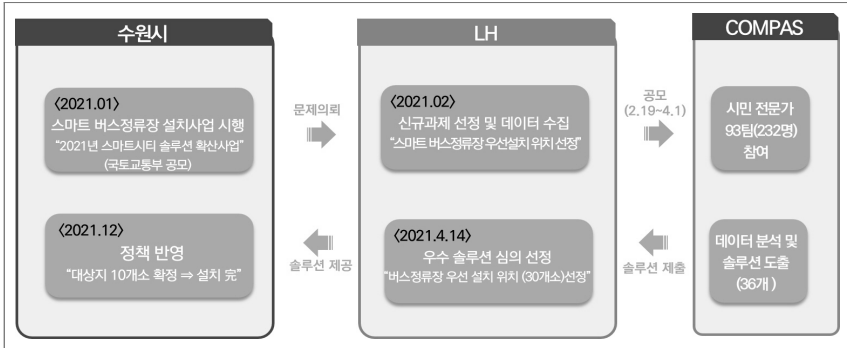 수원시
〈2021.01〉
스마트 버스정류장 설치사업 시행
“2021년 스마트시티 솔루션 확산사업”
(국토교통부 공모)
〈2021.12〉
정책 반영
“대상지 10개소 확정 ⇒ 설치 完”
문제의뢰
솔루션 제공
LH
〈2021.02〉
신규과제 선정 및 데이터 수집
“스마트 버스정류장 우선설치 위치 선정”
〈2021.4.14〉
우수 솔루션 심의 선정
“버스정류장 우선 설치 위치 (30개소)선정”
공모
(2.19~4.1)
솔루션 제출
COMPAS
시민 전문가
93팀(232명)
참여
데이터 분석 및
솔루션 도출
(36개 )